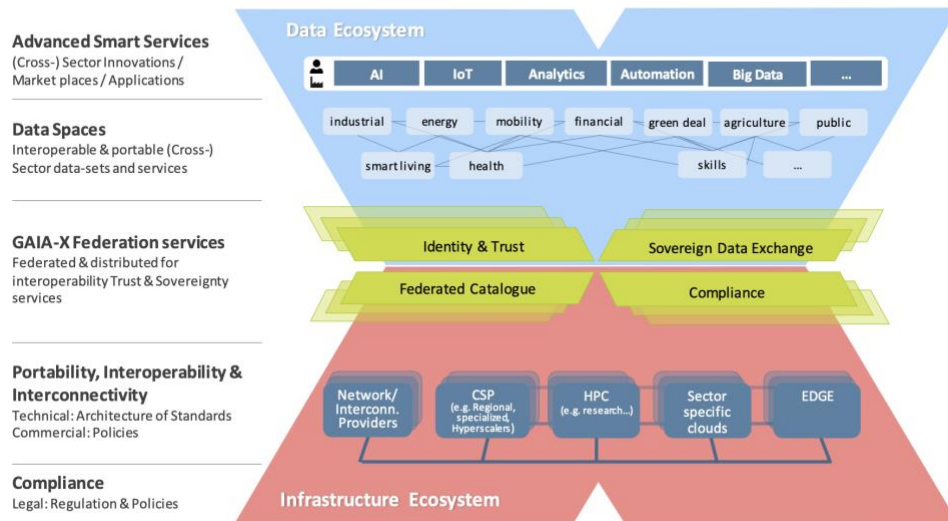 Data Ecosystem
Advanced Smart Services
(Cross-) Sector Innovations /
Market places / Applications
AI
IoT
Analytics
Automation
Big Data
...
Data Spaces
Interoperable & portable (Cross-)
Sector data-sets and services
industrial
energy
mobility
financial
green deal
agriculture
public
smart living
health
skills
...
GAIA-X Federation services
Federated & distributed for
interoperability Trust & Sovereignty
services
Identity & Trust
Sovereign Data Exchange
Federated Catalogue
Compliance
Portability, Interoperability &
Interconnectivity
Technical: Architecture of Standards
Commercial: Policies
Network/
Interconn.
Providers
CSP
(e.g. Regional,
specialized,
Hyperscalers)
HPC
(e.g. research...)
Sector
specific
clouds
EDGE
Compliance
Legal: Regulation & Policies
Infrastructure Ecosystem